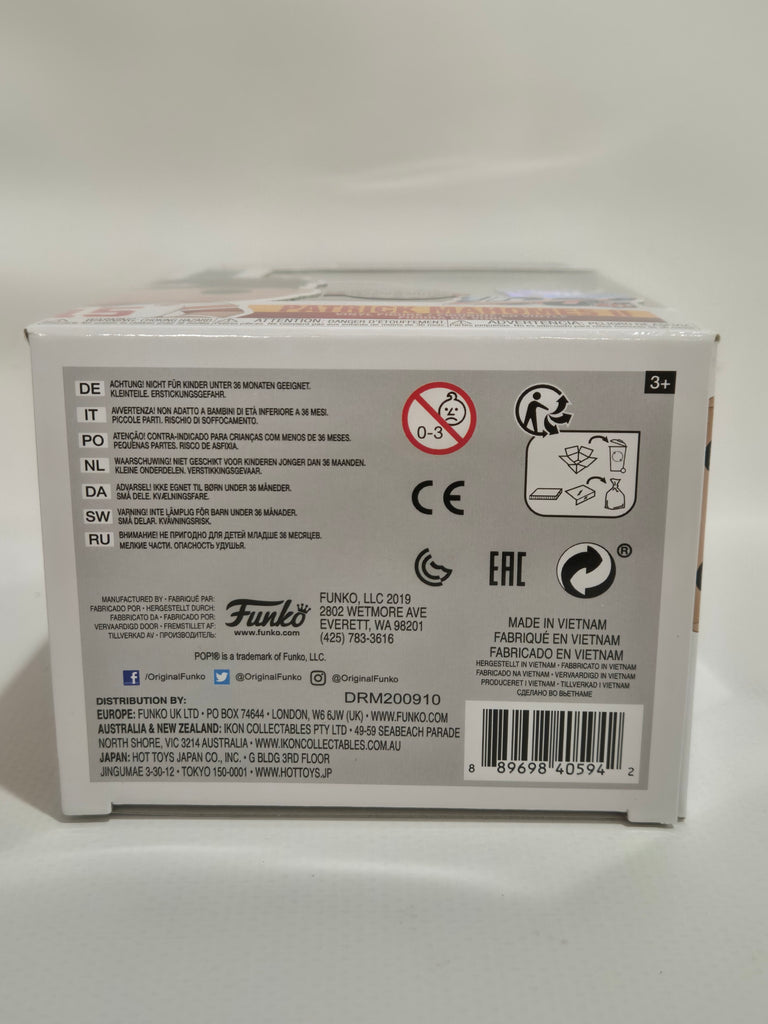 PATRICK MAHOMES II
WARNING: CHOKING HAZARD
ATTENTION: DANGER D'ÉTOUFFEMENT
ADVERTENCIA:
3+
DE ACHTUNG! NICHT FÜR KINDER UNTER 36 MONATEN GEEIGNET.
KLEINTEILE. ERSTICKUNGSGEFAHR.
IT AVVERTENZA! NON ADATTO A BAMBINI DI ETÀ INFERIORE A 36 MESI.
PICCOLE PARTI. RISCHIO DI SOFFOCAMENTO.
PO ATENÇÃO! CONTRA-INDICADO PARA CRIANÇAS COM MENOS DE 36 MESES.
PEQUENAS PARTES. RISCO DE ASFIXIA.
NL WAARSCHUWING! NIET GESCHIKT VOOR KINDEREN JONGER DAN 36 MAANDEN.
KLEINE ONDERDELEN. VERSTIKKINGSGEVAAR.
DA ADVARSEL! IKKE EGNET TIL BØRN UNDER 36 MÅNEDER.
SMÅ DELE. KVÆLNINGSFARE.
SW VARNING! INTE LÄMPLIG FÖR BARN UNDER 36 MÅNADER.
SMÅ DELAR. KVÄVNINGSRISK.
RU ВНИМАНИЕ! НЕ ПРИГОДНО ДЛЯ ДЕТЕЙ МЛАДШЕ 36 МЕСЯЦЕВ.
МЕЛКИЕ ЧАСТИ. ОПАСНОСТЬ УДУШЬЯ.
0-3
CE
EAC
®
MANUFACTURED BY • FABRIQUÉ PAR:
FABRICADO POR • HERGESTELLT DURCH:
FABBRICATO DA • FABRICADO POR:
VERVAARDIGD DOOR • FREMSTILLET AF:
TILLVERKAD AV • ПРОИЗВОДИТЕЛЬ:
Funko
www.funko.com
FUNKO, LLC 2019
2802 WETMORE AVE
EVERETT, WA 98201
(425) 783-3616
POP!® is a trademark of Funko, LLC.
/OriginalFunko @OriginalFunko @OriginalFunko
DRM200910
DISTRIBUTION BY:
EUROPE: FUNKO UK LTD • PO BOX 74644 • LONDON, W6 6JW (UK) • WWW.FUNKO.COM
AUSTRALIA & NEW ZEALAND: IKON COLLECTABLES PTY LTD • 49-59 SEABEACH PARADE
NORTH SHORE, VIC 3214 AUSTRALIA • WWW.IKONCOLLECTABLES.COM.AU
JAPAN: HOT TOYS JAPAN CO., INC. • G BLDG 3RD FLOOR
JINGUMAE 3-30-12 • TOKYO 150-0001 • WWW.HOTTOYS.JP
MADE IN VIETNAM
FABRIQUÉ EN VIETNAM
FABRICADO EN VIETNAM
HERGESTELLT IN VIETNAM • FABBRICATO IN VIETNAM
FABRICADO NA VIETNAM • VERVAARDIGD IN VIETNAM
PRODUCERET I VIETNAM • TILLVERKAD I VIETNAM
СДЕЛАНО ВО ВЬЕТНАМЕ
8 89698 40594 2